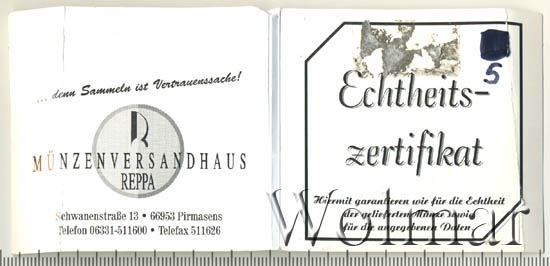 ... denn Sammeln ist Vertrauenssache!
R
MÜNZENVERSANDHAUS
REPPA
Schwanenstraße 13 • 66953 Pirmasens
Telefon 06331-511600 • Telefax 511626
5
Echtheits-
zertifikat
Hiermit garantieren wir für die Echtheit
der gelieferten Münze sowie
für die angegebenen Daten.
Wolmar